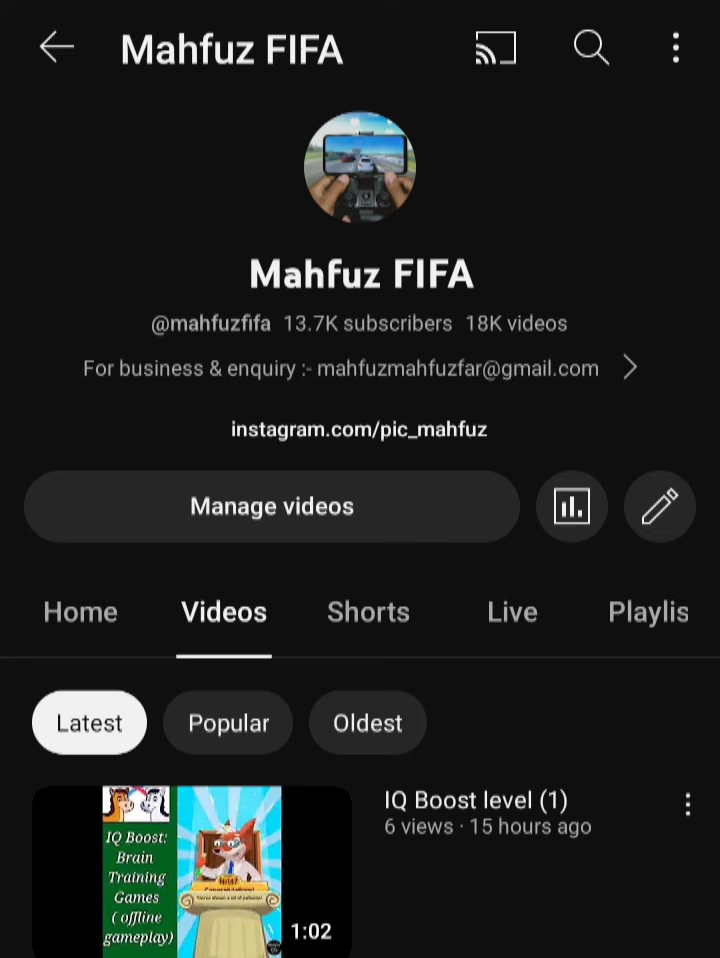 Mahfuz FIFA
Mahfuz FIFA
@mahfuzfifa 13.7K subscribers 18K videos
For business & enquiry :- mahfuzmahfuzfar@gmail.com
instagram.com/pic_mahfuz
Manage videos
Home Videos Shorts Live Playlis
Latest Popular Oldest
IQ Boost level (1)
6 views · 15 hours ago
IQ Boost:
Brain
Training
Games
( offline
gameplay)
1:02